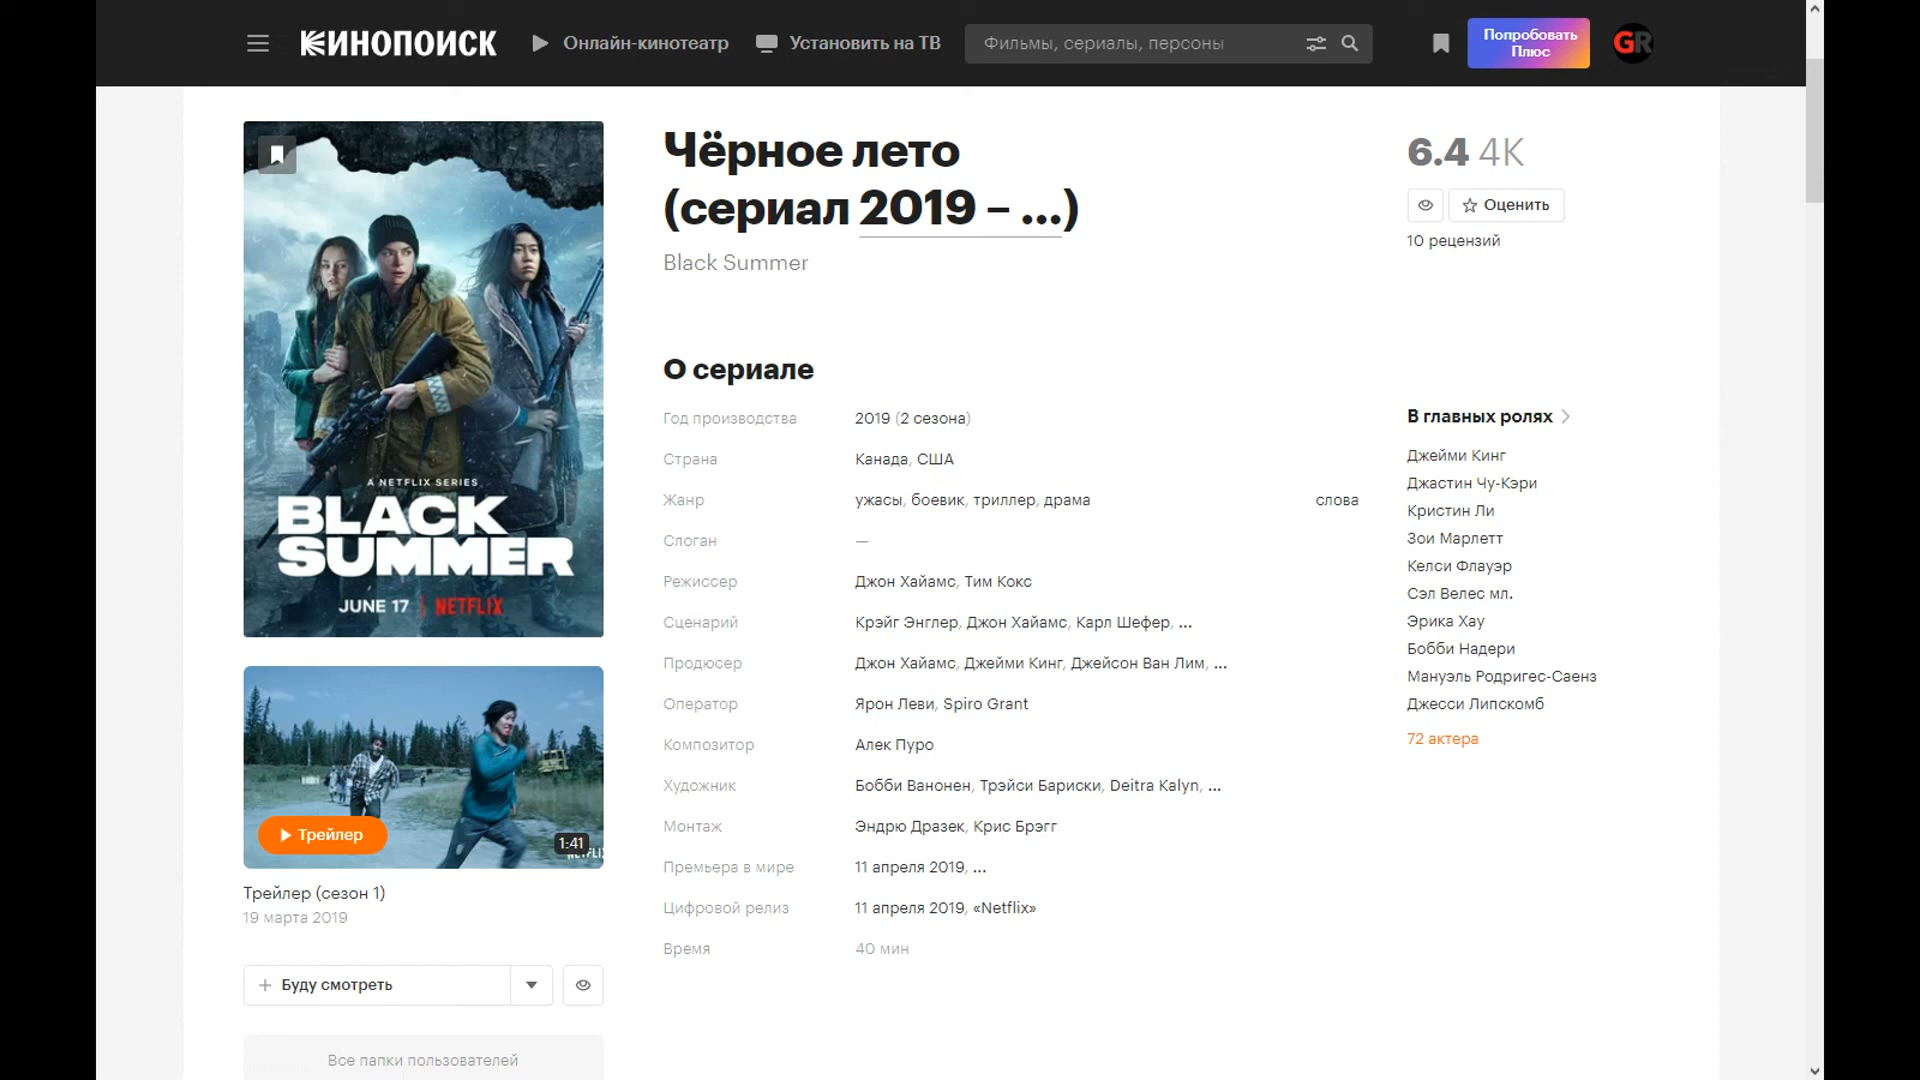 КИНОПОИСК
Онлайн-кинотеатр
Установить на ТВ
Фильмы, сериалы, персоны
Попробовать
Плюс
GR
Чёрное лето
(сериал 2019 – ...)
Black Summer
6.4 4K
Оценить
10 рецензий
A NETFLIX SERIES
BLACK
SUMMER
JUNE 17 | NETFLIX
О сериале
Год производства 2019 (2 сезона)
Страна Канада, США
Жанр ужасы, боевик, триллер, драма слова
Слоган —
Режиссер Джон Хайамс, Тим Кокс
Сценарий Крэйг Энглер, Джон Хайамс, Карл Шефер, ...
Продюсер Джон Хайамс, Джейми Кинг, Джейсон Ван Лим, ...
Оператор Ярон Леви, Spiro Grant
Композитор Алек Пуро
Художник Бобби Ванонен, Трэйси Бариски, Deitra Kalyn, ...
Монтаж Эндрю Дразек, Крис Брэгг
Премьера в мире 11 апреля 2019, ...
Цифровой релиз 11 апреля 2019, «Netflix»
Время 40 мин
В главных ролях
Джейми Кинг
Джастин Чу-Кэри
Кристин Ли
Зои Марлетт
Келси Флауэр
Сэл Велес мл.
Эрика Хау
Бобби Надери
Мануэль Родригес-Саенз
Джесси Липскомб
72 актера
Трейлер
1:41
Трейлер (сезон 1)
19 марта 2019
Буду смотреть
Все папки пользователей